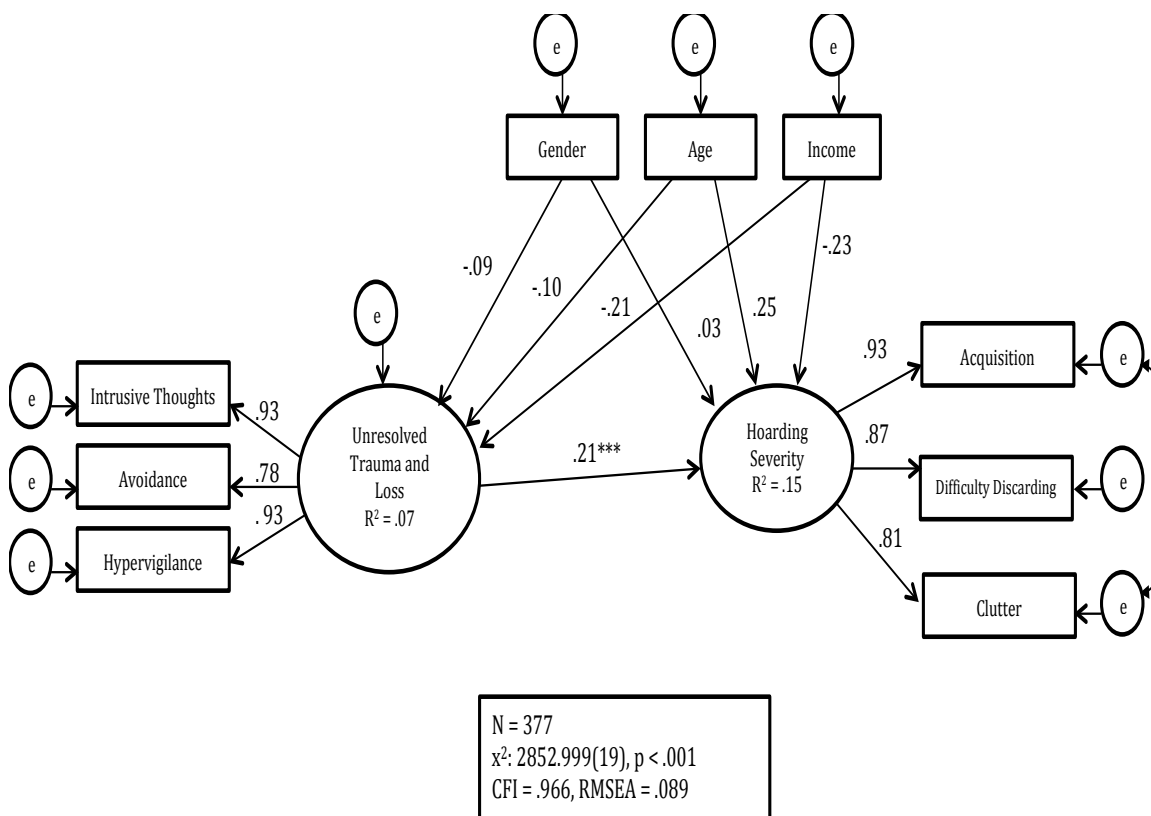 e
e
e
Gender
Age
Income
-.09
-.10
-.21
.03
.25
-.23
e
e
Intrusive Thoughts
.93
e
Avoidance
.78
e
Hypervigilance
. 93
Unresolved
Trauma and
Loss
R² = .07
.21***
Hoarding
Severity
R² = .15
.93
Acquisition
e
.87
Difficulty Discarding
e
.81
Clutter
e
N = 377
x²: 2852.999(19), p < .001
CFI = .966, RMSEA = .089